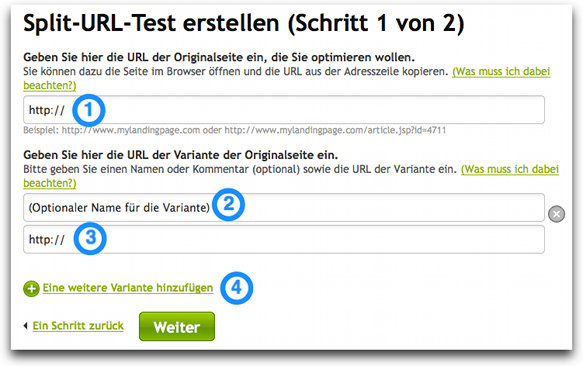 Split-URL-Test erstellen (Schritt 1 von 2)
Geben Sie hier die URL der Originalseite ein, die Sie optimieren wollen.
Sie können dazu die Seite im Browser öffnen und die URL aus der Adresszeile kopieren. (Was muss ich dabei
beachten?)
http:// 1
Beispiel: http://www.mylandingpage.com oder http://www.mylandingpage.com/article.jsp?id=4711
Geben Sie hier die URL der Variante der Originalseite ein.
Bitte geben Sie einen Namen oder Kommentar (optional) sowie die URL der Variante ein. (Was muss ich dabei
beachten?)
(Optionaler Name für die Variante) 2
http:// 3
Eine weitere Variante hinzufügen 4
Ein Schritt zurück Weiter